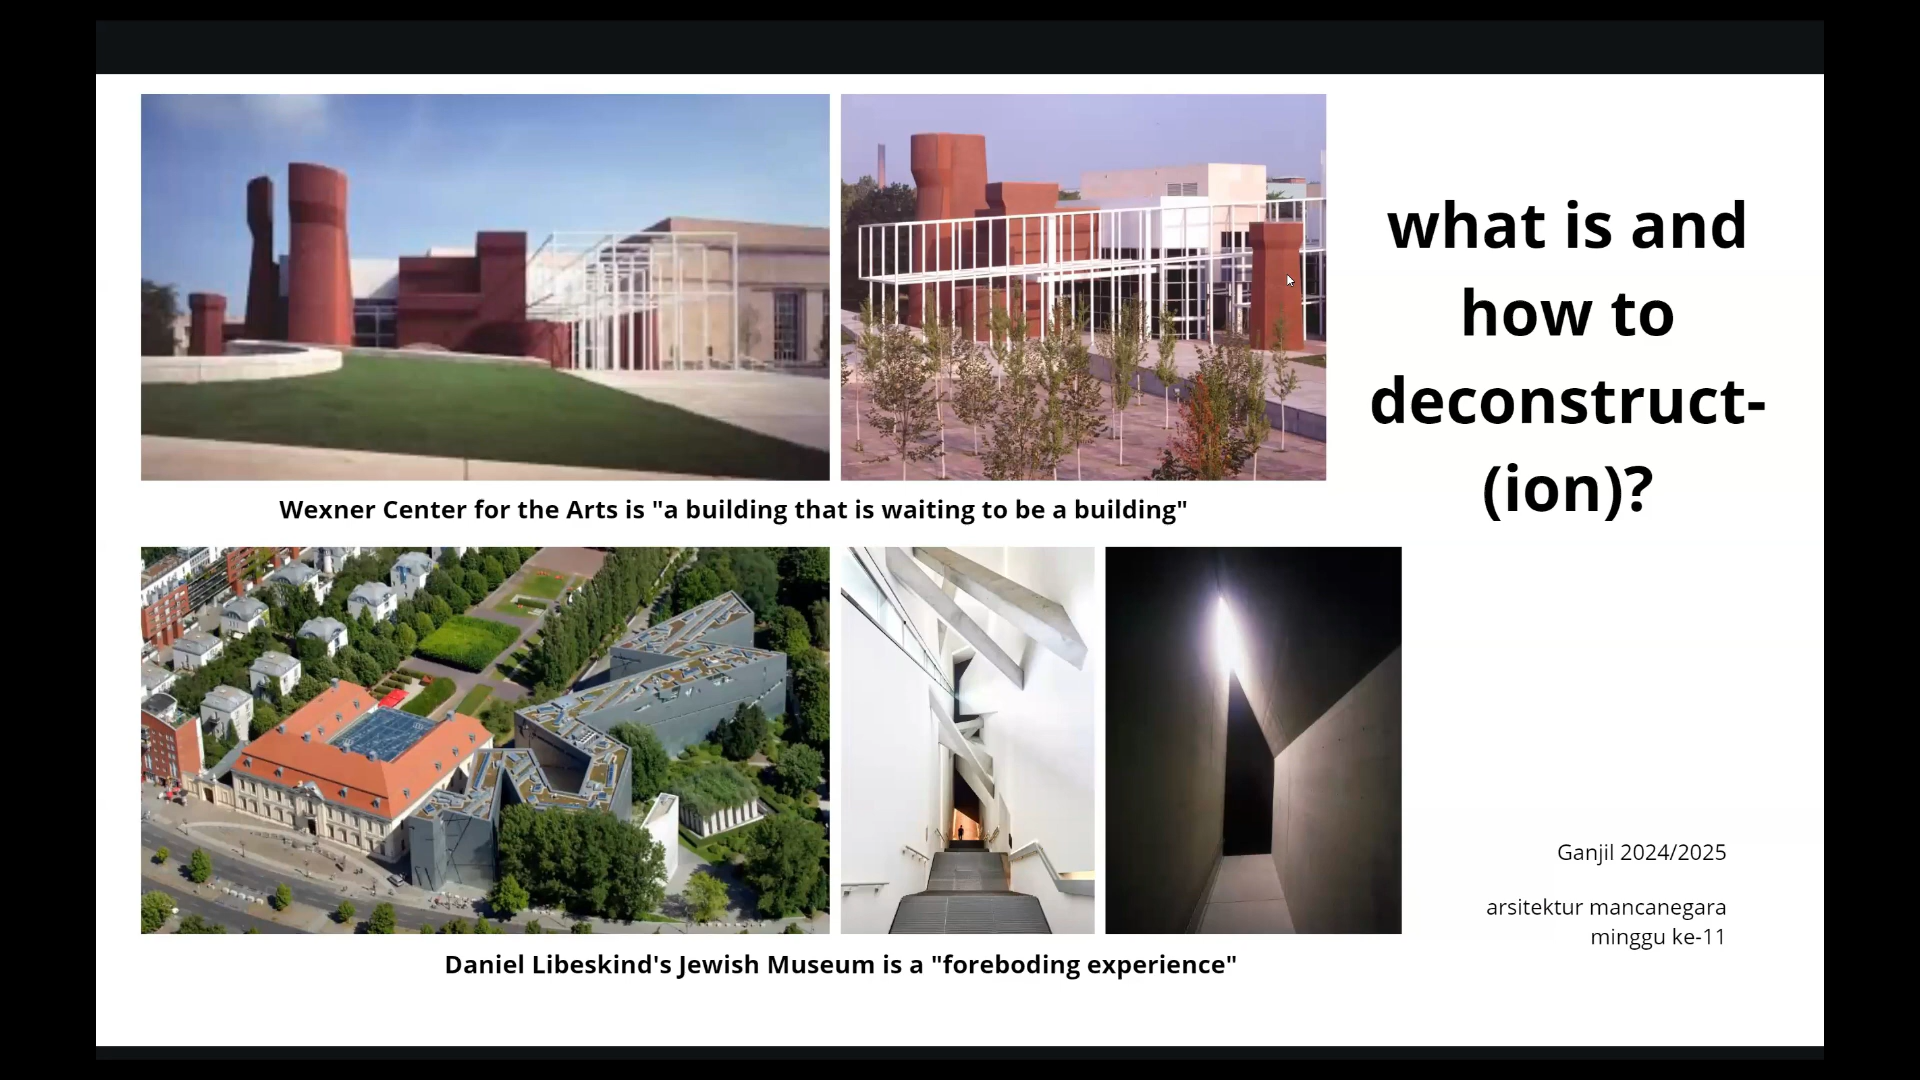 what is and
how to
deconstruct-
(ion)?
Wexner Center for the Arts is "a building that is waiting to be a building"
Daniel Libeskind's Jewish Museum is a "foreboding experience"
Ganjil 2024/2025
arsitektur mancanegara
minggu ke-11